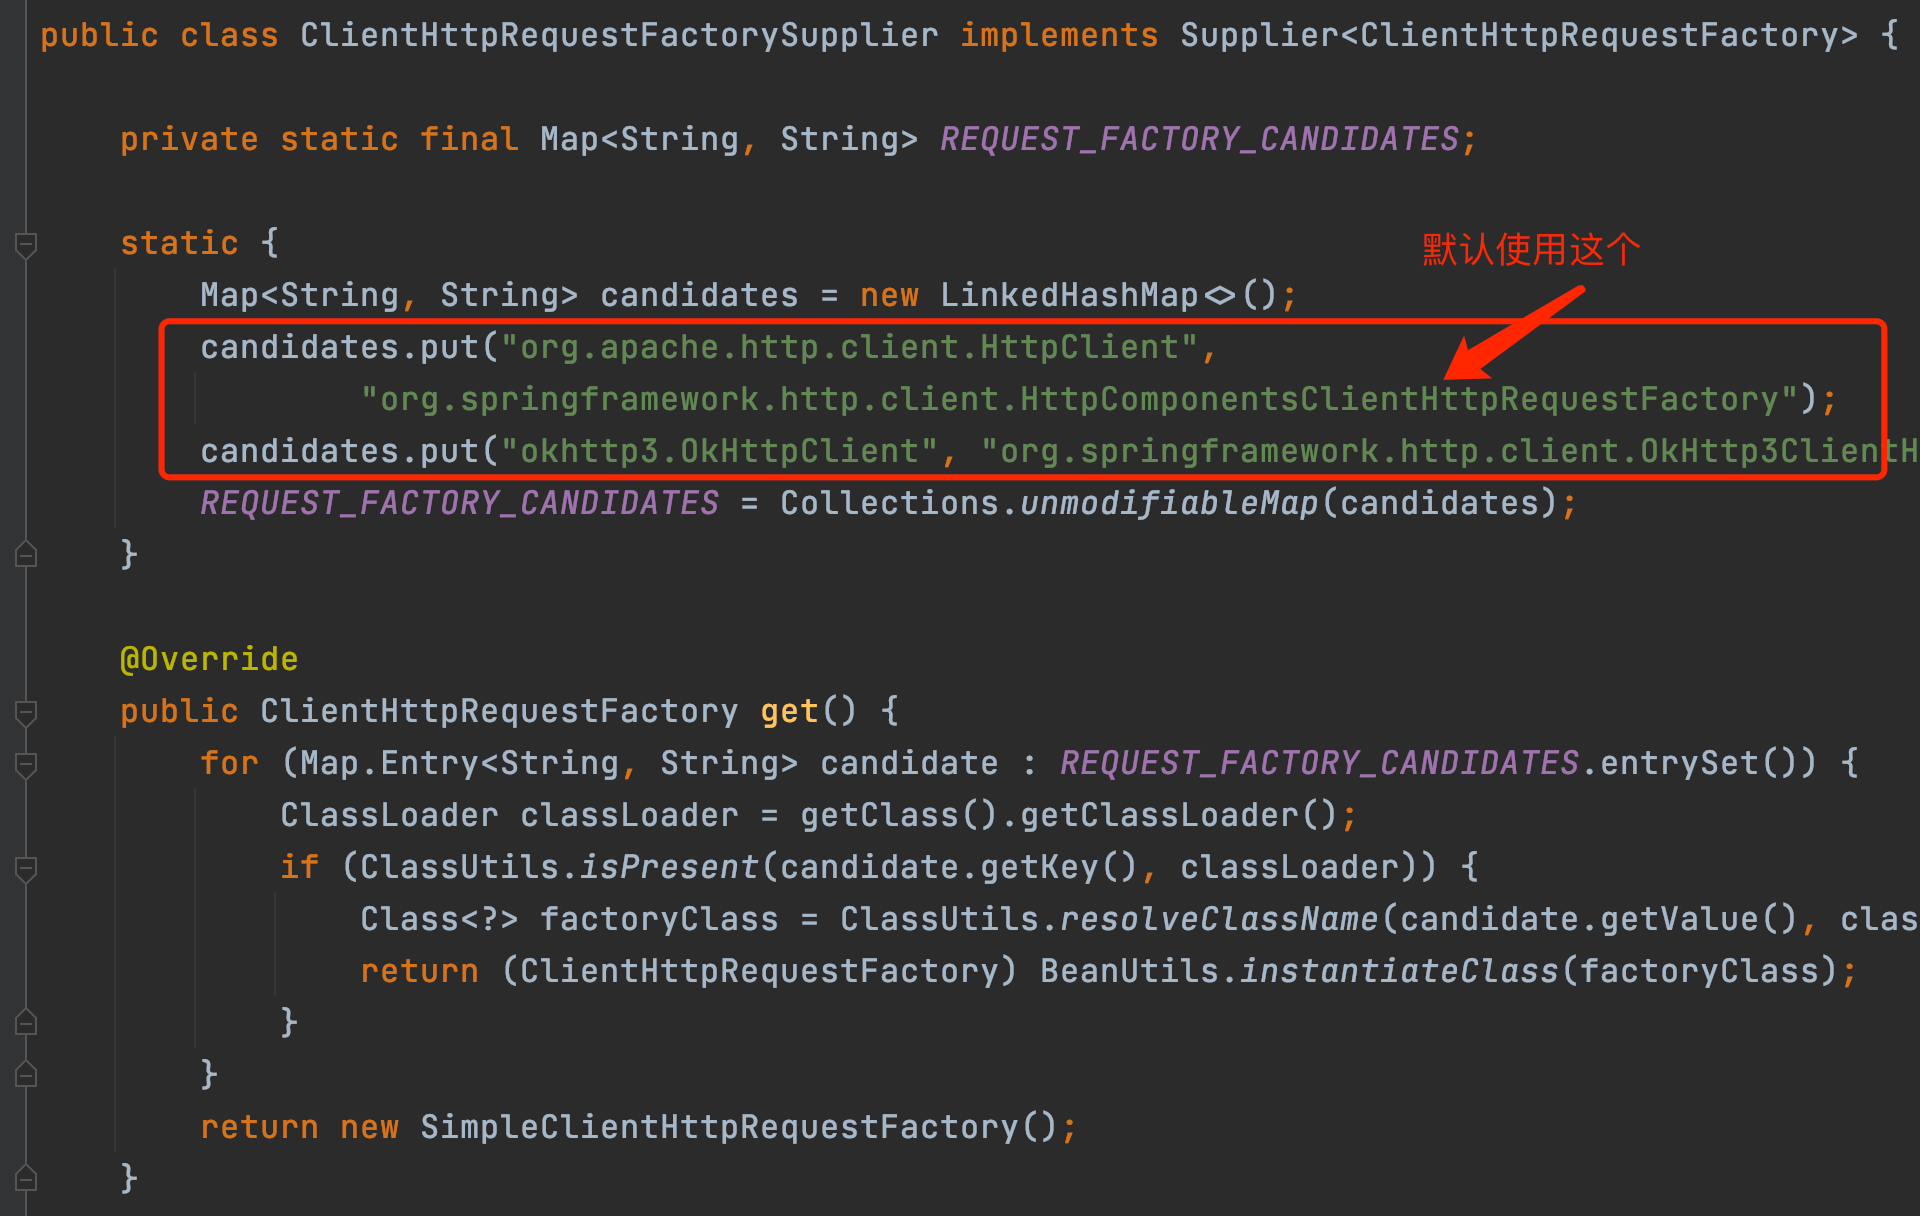 public class ClientHttpRequestFactorySupplier implements Supplier<ClientHttpRequestFactory> {
private static final Map<String, String> REQUEST_FACTORY_CANDIDATES;
static {
默认使用这个
Map<String, String> candidates = new LinkedHashMap<>();
candidates.put("org.apache.http.client.HttpClient",
"org.springframework.http.client.HttpComponentsClientHttpRequestFactory");
candidates.put("okhttp3.OkHttpClient", "org.springframework.http.client.OkHttp3ClientH
REQUEST_FACTORY_CANDIDATES = Collections.unmodifiableMap(candidates);
}
@Override
public ClientHttpRequestFactory get() {
for (Map.Entry<String, String> candidate : REQUEST_FACTORY_CANDIDATES.entrySet()) {
ClassLoader classLoader = getClass().getClassLoader();
if (ClassUtils.isPresent(candidate.getKey(), classLoader)) {
Class<?> factoryClass = ClassUtils.resolveClassName(candidate.getValue(), clas
return (ClientHttpRequestFactory) BeanUtils.instantiateClass(factoryClass);
}
}
return new SimpleClientHttpRequestFactory();
}